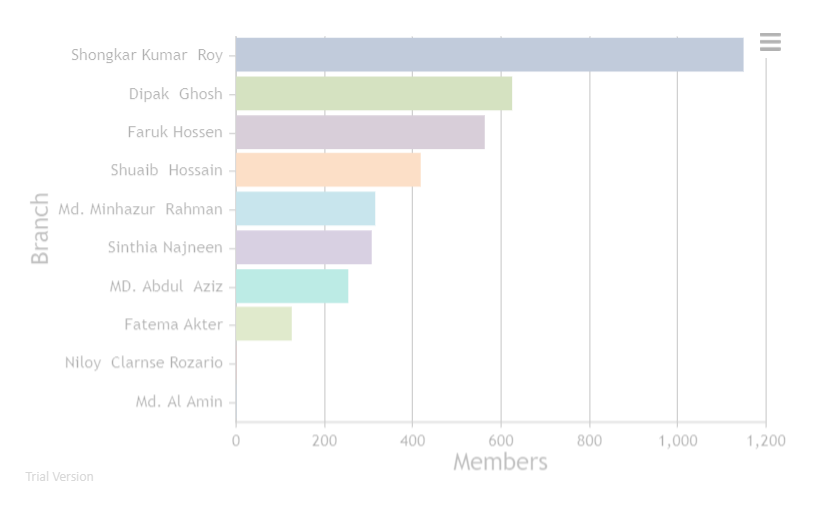 Shongkar Kumar  Roy
Dipak  Ghosh
Faruk Hossen
Shuaib  Hossain
Md. Minhazur  Rahman
Sinthia Najneen
MD. Abdul  Aziz
Fatema Akter
Niloy  Clarnse Rozario
Md. Al Amin
Branch
0 200 400 600 800 1,000 1,200
Members
Trial Version